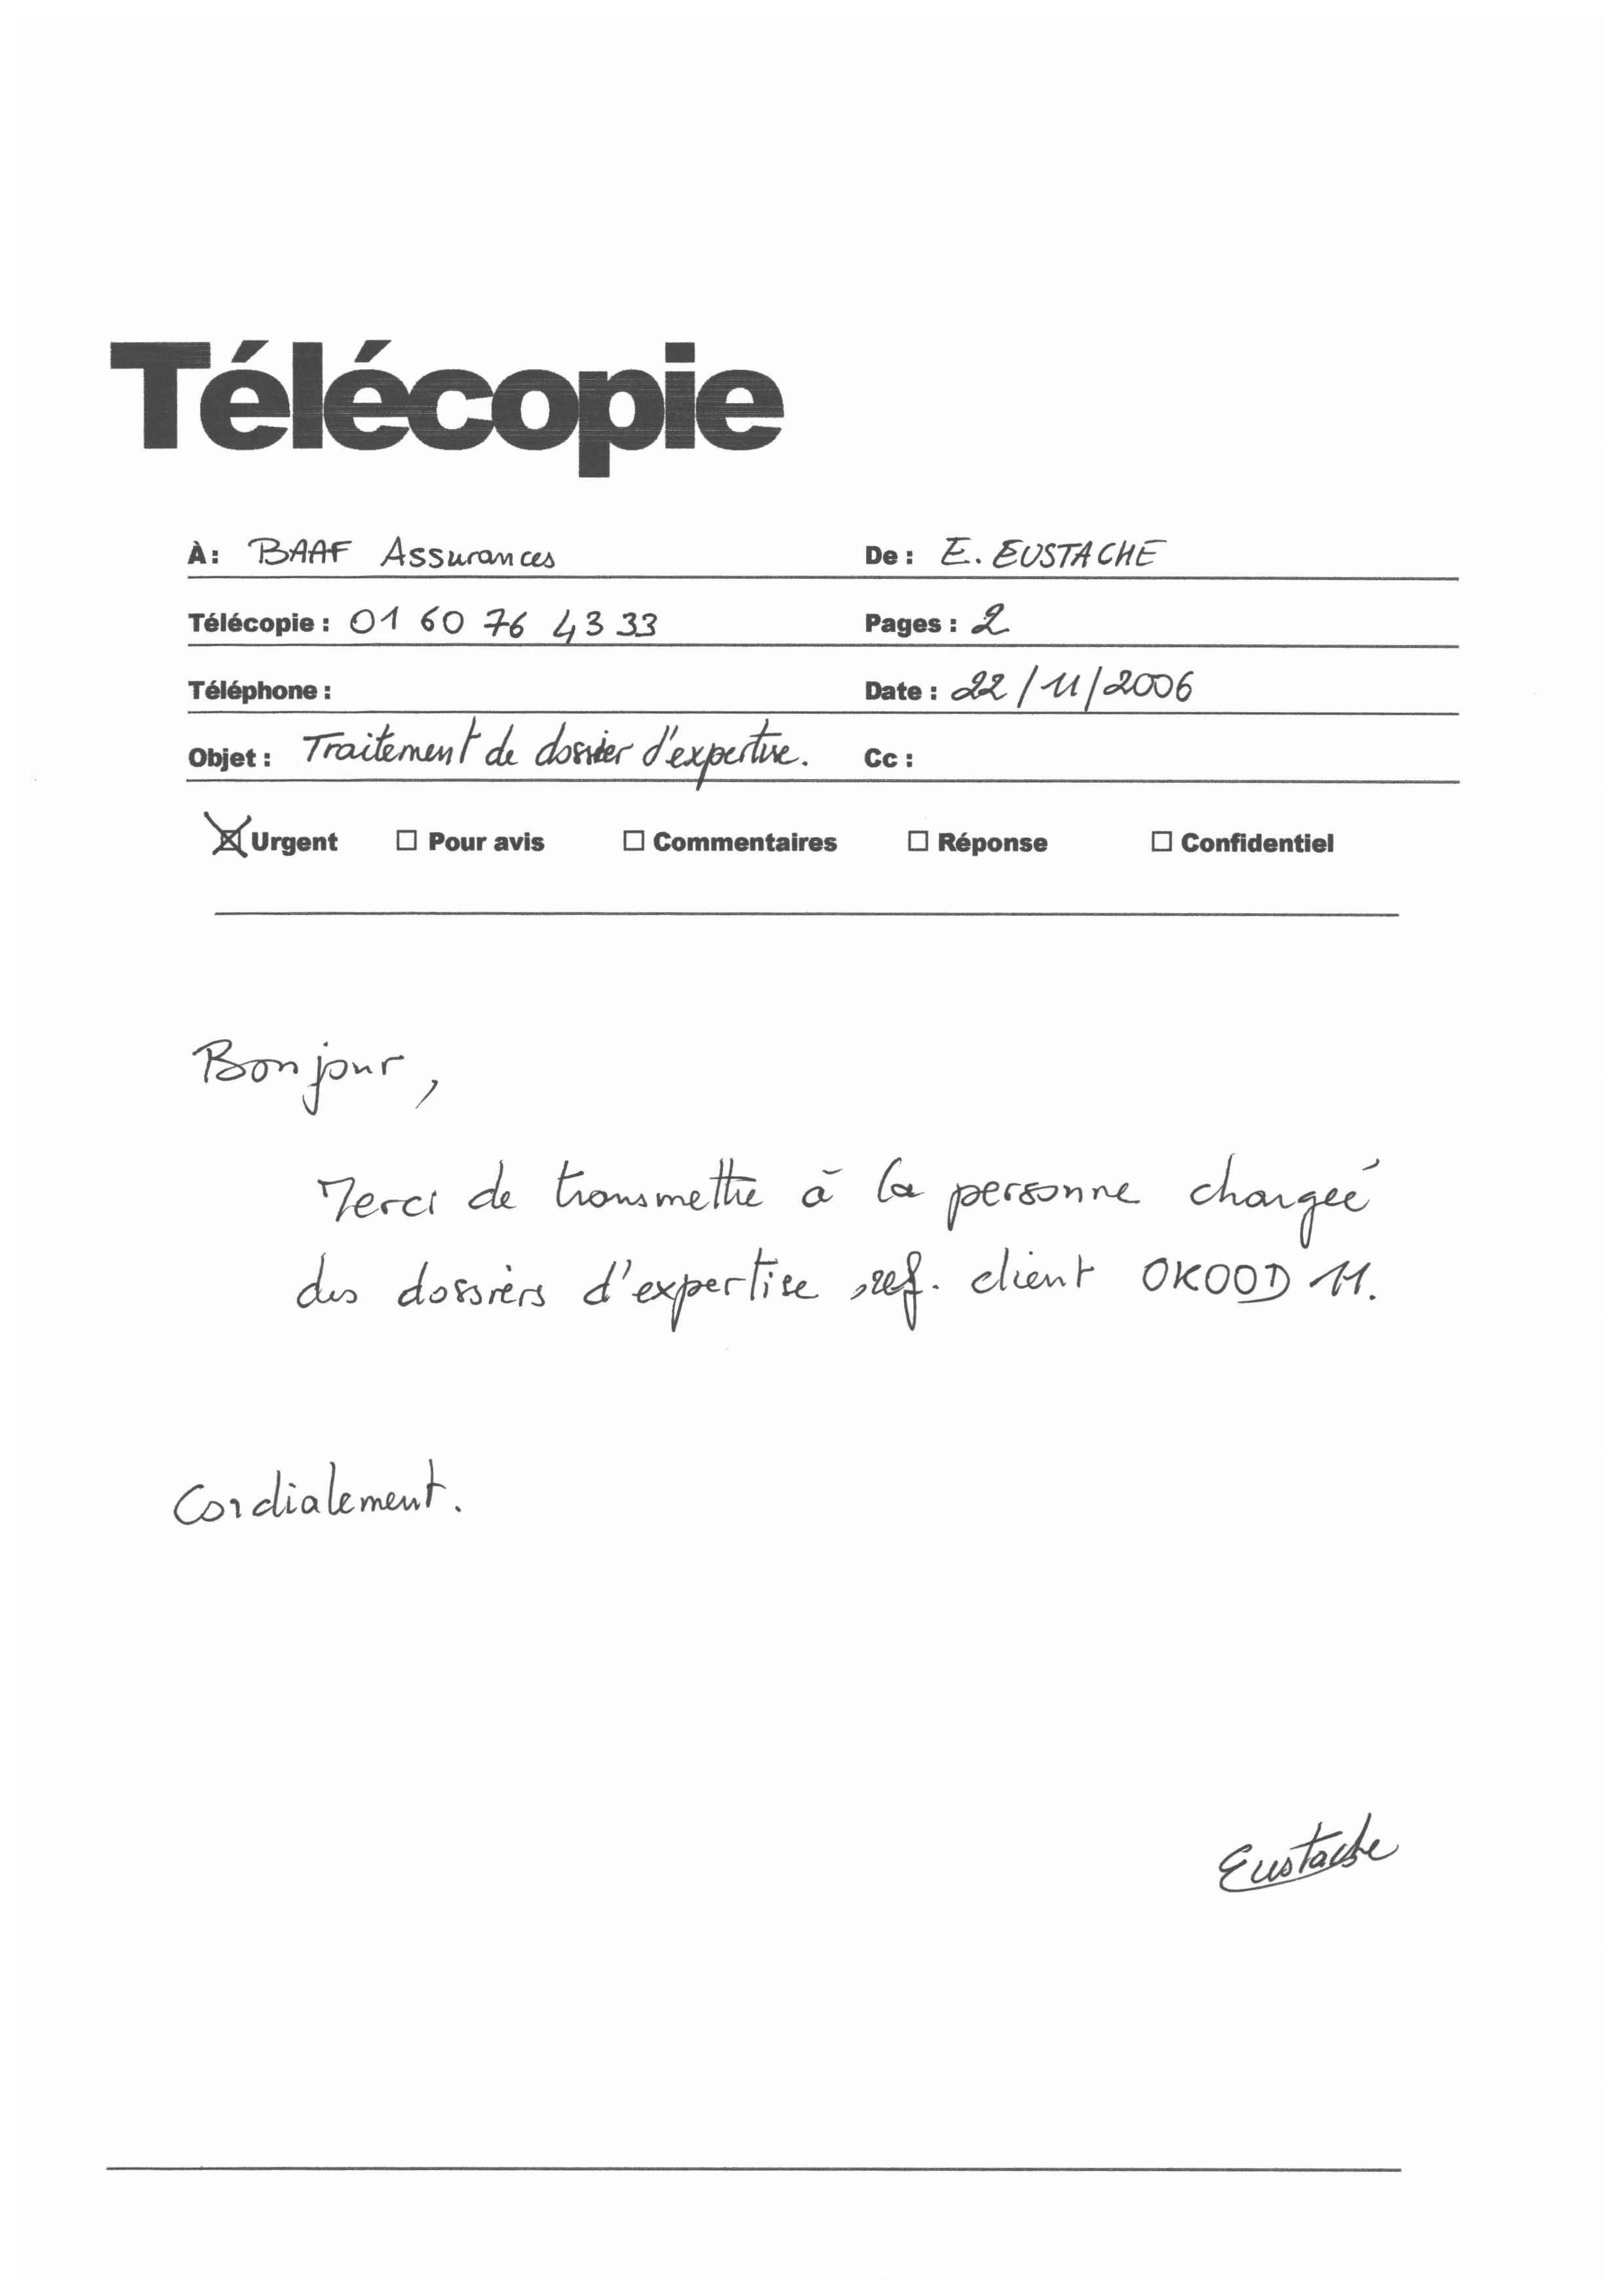 Télécopie
À : BAAF Assurances De : E. EUSTACHE
Télécopie : 01 60 76 43 33 Pages : 2
Téléphone : Date : 22/11/2006
Objet : Traitement de dossier d'expertise. Cc :
Urgent Pour avis Commentaires Réponse Confidentiel
Bonjour,
Merci de transmettre à la personne chargée
des dossiers d'expertise, ref. client OKOOD 11.
Cordialement.
Eustache